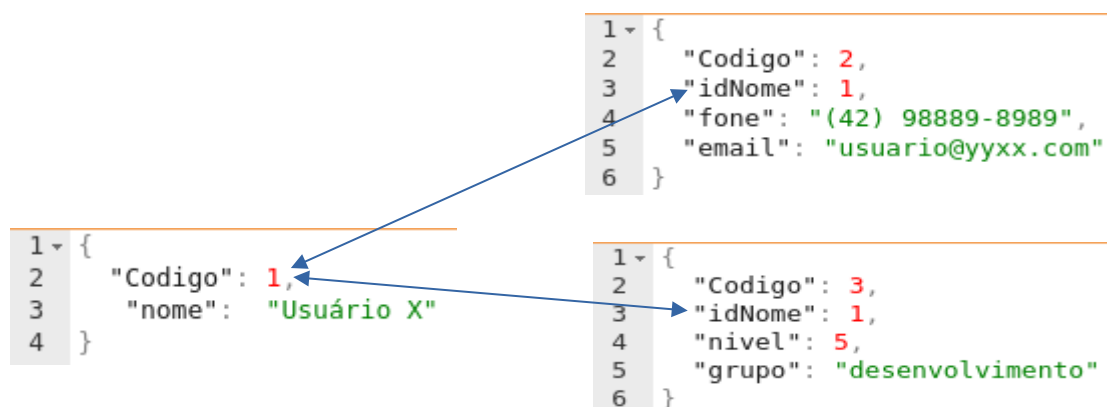 1 {
2 "Codigo": 2,
3 "idNome": 1,
4 "fone": "(42) 98889-8989",
5 "email": "usuario@yyxx.com"
6 }
1 {
2 "Codigo": 1,
3 "nome": "Usuário X"
4 }
1 {
2 "Codigo": 3,
3 "idNome": 1,
4 "nivel": 5,
5 "grupo": "desenvolvimento"
6 }